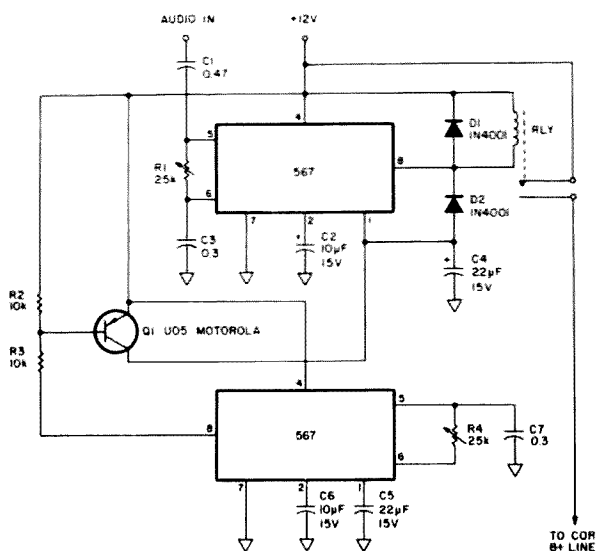 AUDIO IN
+12V
C1
0.47
4
5
567
8
R1
25k
6
7
2
1
D1
1N4001
RLY
D2
1N4001
C3
0.3
+
C2
10µF
15V
+
C4
22µF
15V
R2
10k
Q1 U05 MOTOROLA
R3
10k
4
5
8
567
R4
25k
C7
0.3
6
7
2
1
C6
10µF
15V
C5
22µF
15V
TO COR
B+ LINE